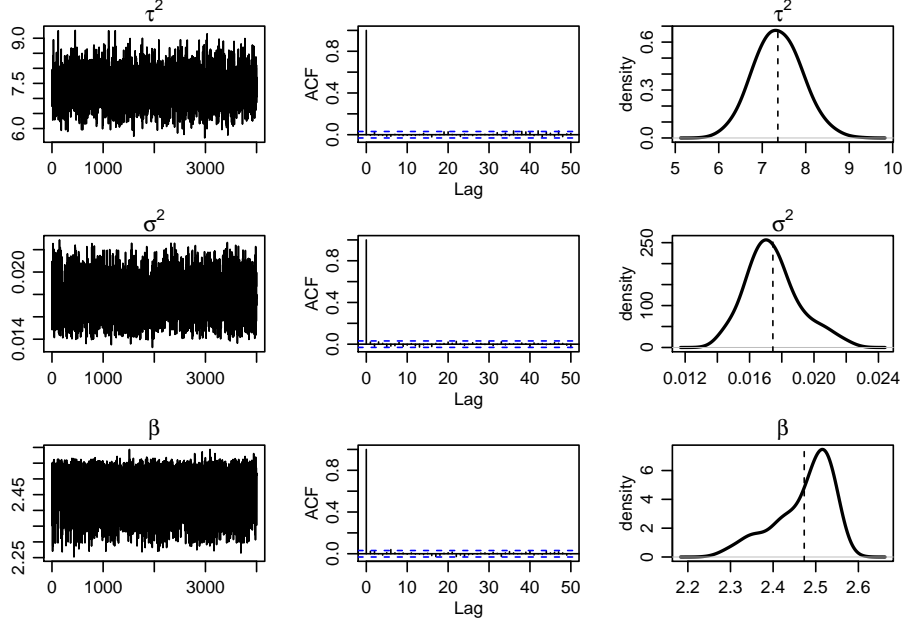 τ²
6.0 7.5 9.0
0 1000 3000
ACF
0.0 0.4 0.8
0 10 20 30 40 50
Lag
τ²
density
0.0 0.3 0.6
5 6 7 8 9 10
σ²
0.014 0.020
0 1000 3000
ACF
0.0 0.4 0.8
0 10 20 30 40 50
Lag
σ²
density
0 100 250
0.012 0.016 0.020 0.024
β
2.25 2.45
0 1000 3000
ACF
0.0 0.4 0.8
0 10 20 30 40 50
Lag
β
density
0 2 4 6
2.2 2.3 2.4 2.5 2.6